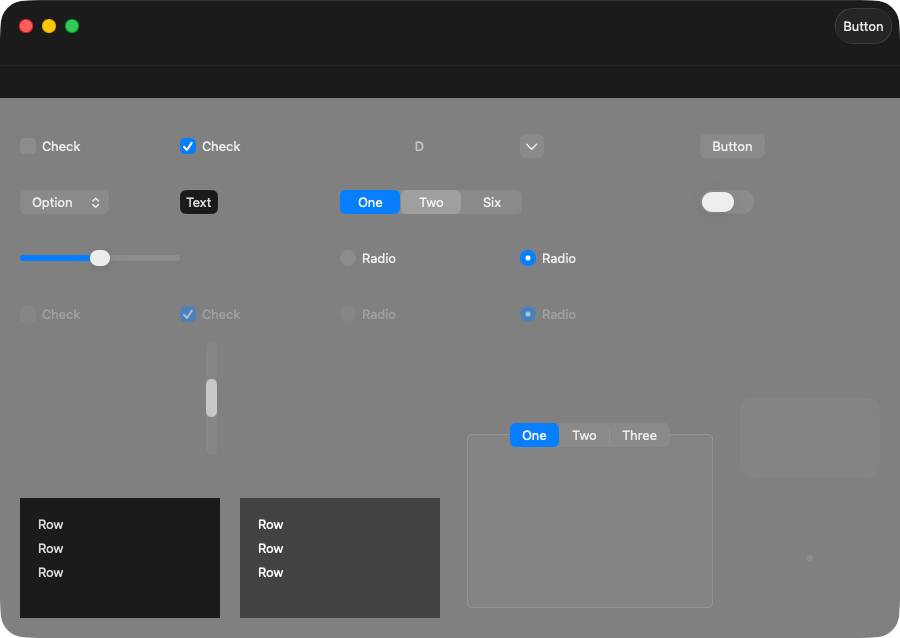 Button
Check Check D Button
Option Text One Two Six
Radio Radio
Check Check Radio Radio
One Two Three
Row Row
Row Row
Row Row